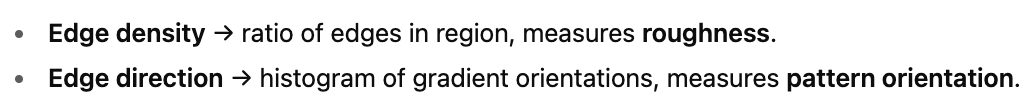 • Edge density → ratio of edges in region, measures roughness.
• Edge direction → histogram of gradient orientations, measures pattern orientation.